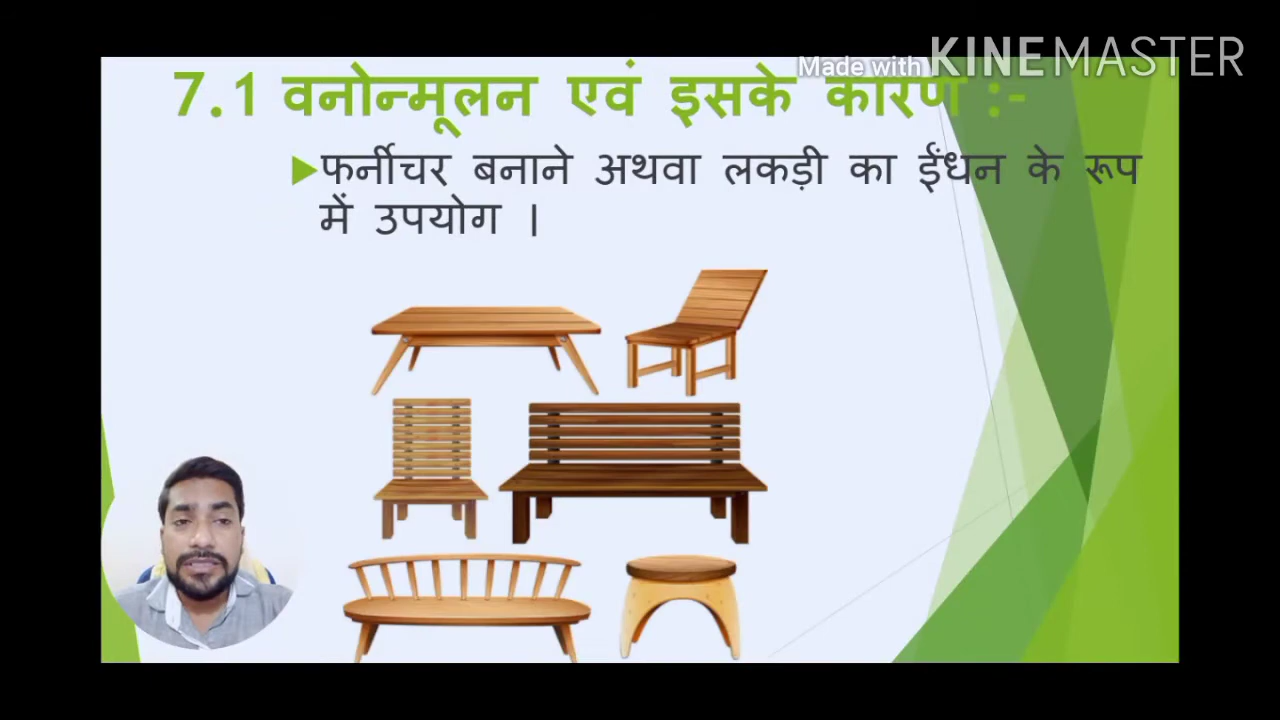 Made with KINEMASTER
7.1 वनोन्मूलन एवं इसके कारण :-
फर्नीचर बनाने अथवा लकड़ी का ईंधन के रूप
में उपयोग ।